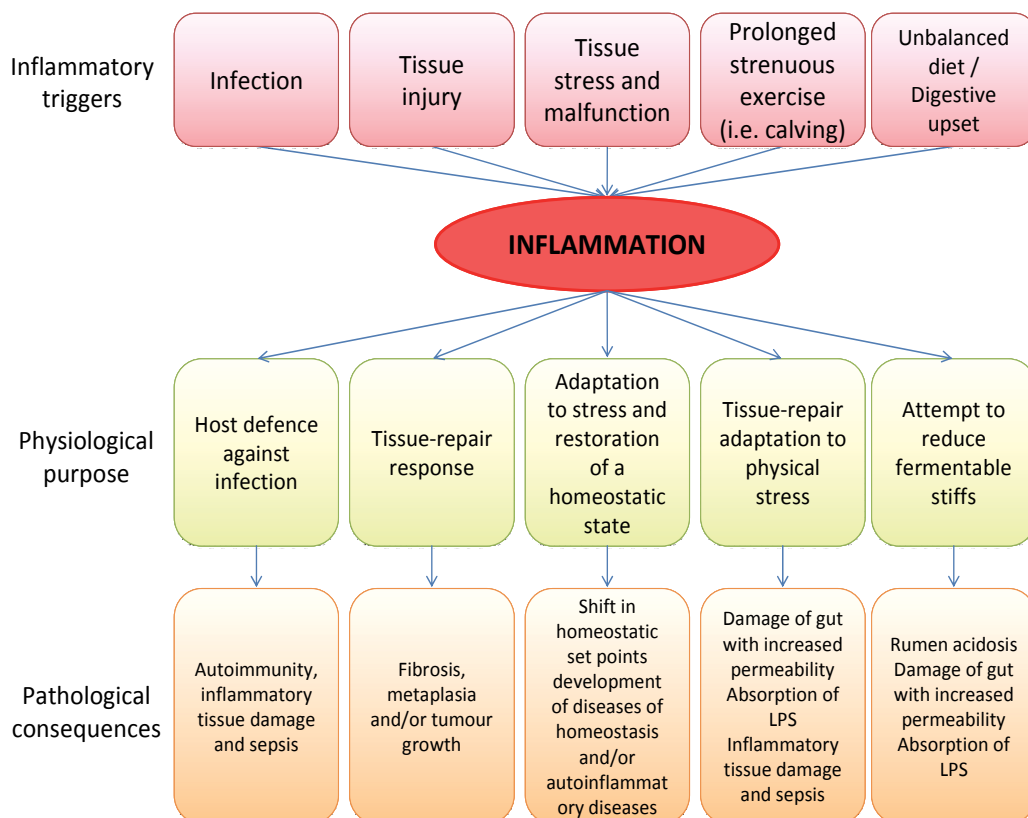 Inflammatory
triggers
Infection
Tissue
injury
Tissue
stress and
malfunction
Prolonged
strenuous
exercise
(i.e. calving)
Unbalanced
diet /
Digestive
upset
INFLAMMATION
Physiological
purpose
Host defence
against
infection
Tissue-repair
response
Adaptation
to stress and
restoration
of a
homeostatic
state
Tissue-repair
adaptation to
physical
stress
Attempt to
reduce
fermentable
stiffs
Pathological
consequences
Autoimmunity,
inflammatory
tissue damage
and sepsis
Fibrosis,
metaplasia
and/or tumour
growth
Shift in
homeostatic
set points
development
of diseases of
homestasis
and/or
autoinflammat
ory diseases
Damage of gut
with increased
permeability
Absorption of
LPS
Inflammatory
tissue damage
and sepsis
Rumen acidosis
Damage of gut
with increased
permeability
Absorption of
LPS